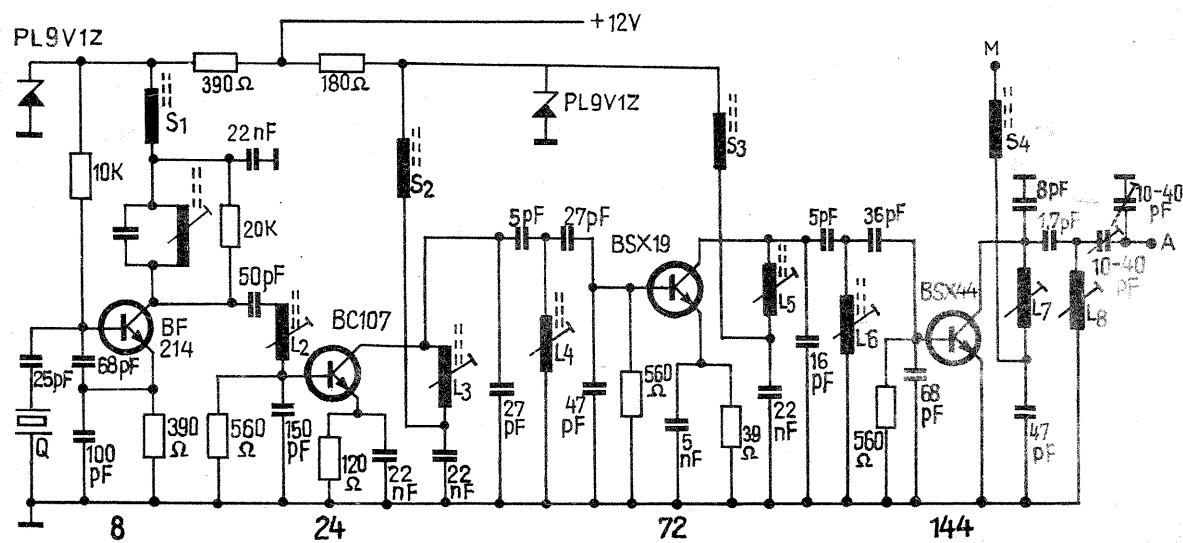 +12V
PL9V1Z
390Ω
180Ω
PL9V1Z
M
S1
22nF
S2
S3
S4
10K
20K
8pF
10-40
pF
5pF
27pF
5pF
36pF
1,7pF
A
BSX19
50pF
L5
BSX44
10-40
pF
BF
214
L2
BC107
L4
L6
L7
L8
25pF
68pF
L3
16
pF
Q
100
pF
390
Ω
560
Ω
150
pF
120
Ω
22
nF
22
nF
27
pF
47
pF
560
Ω
5
nF
39
Ω
22
nF
560
Ω
68
pF
47
pF
8
24
72
144